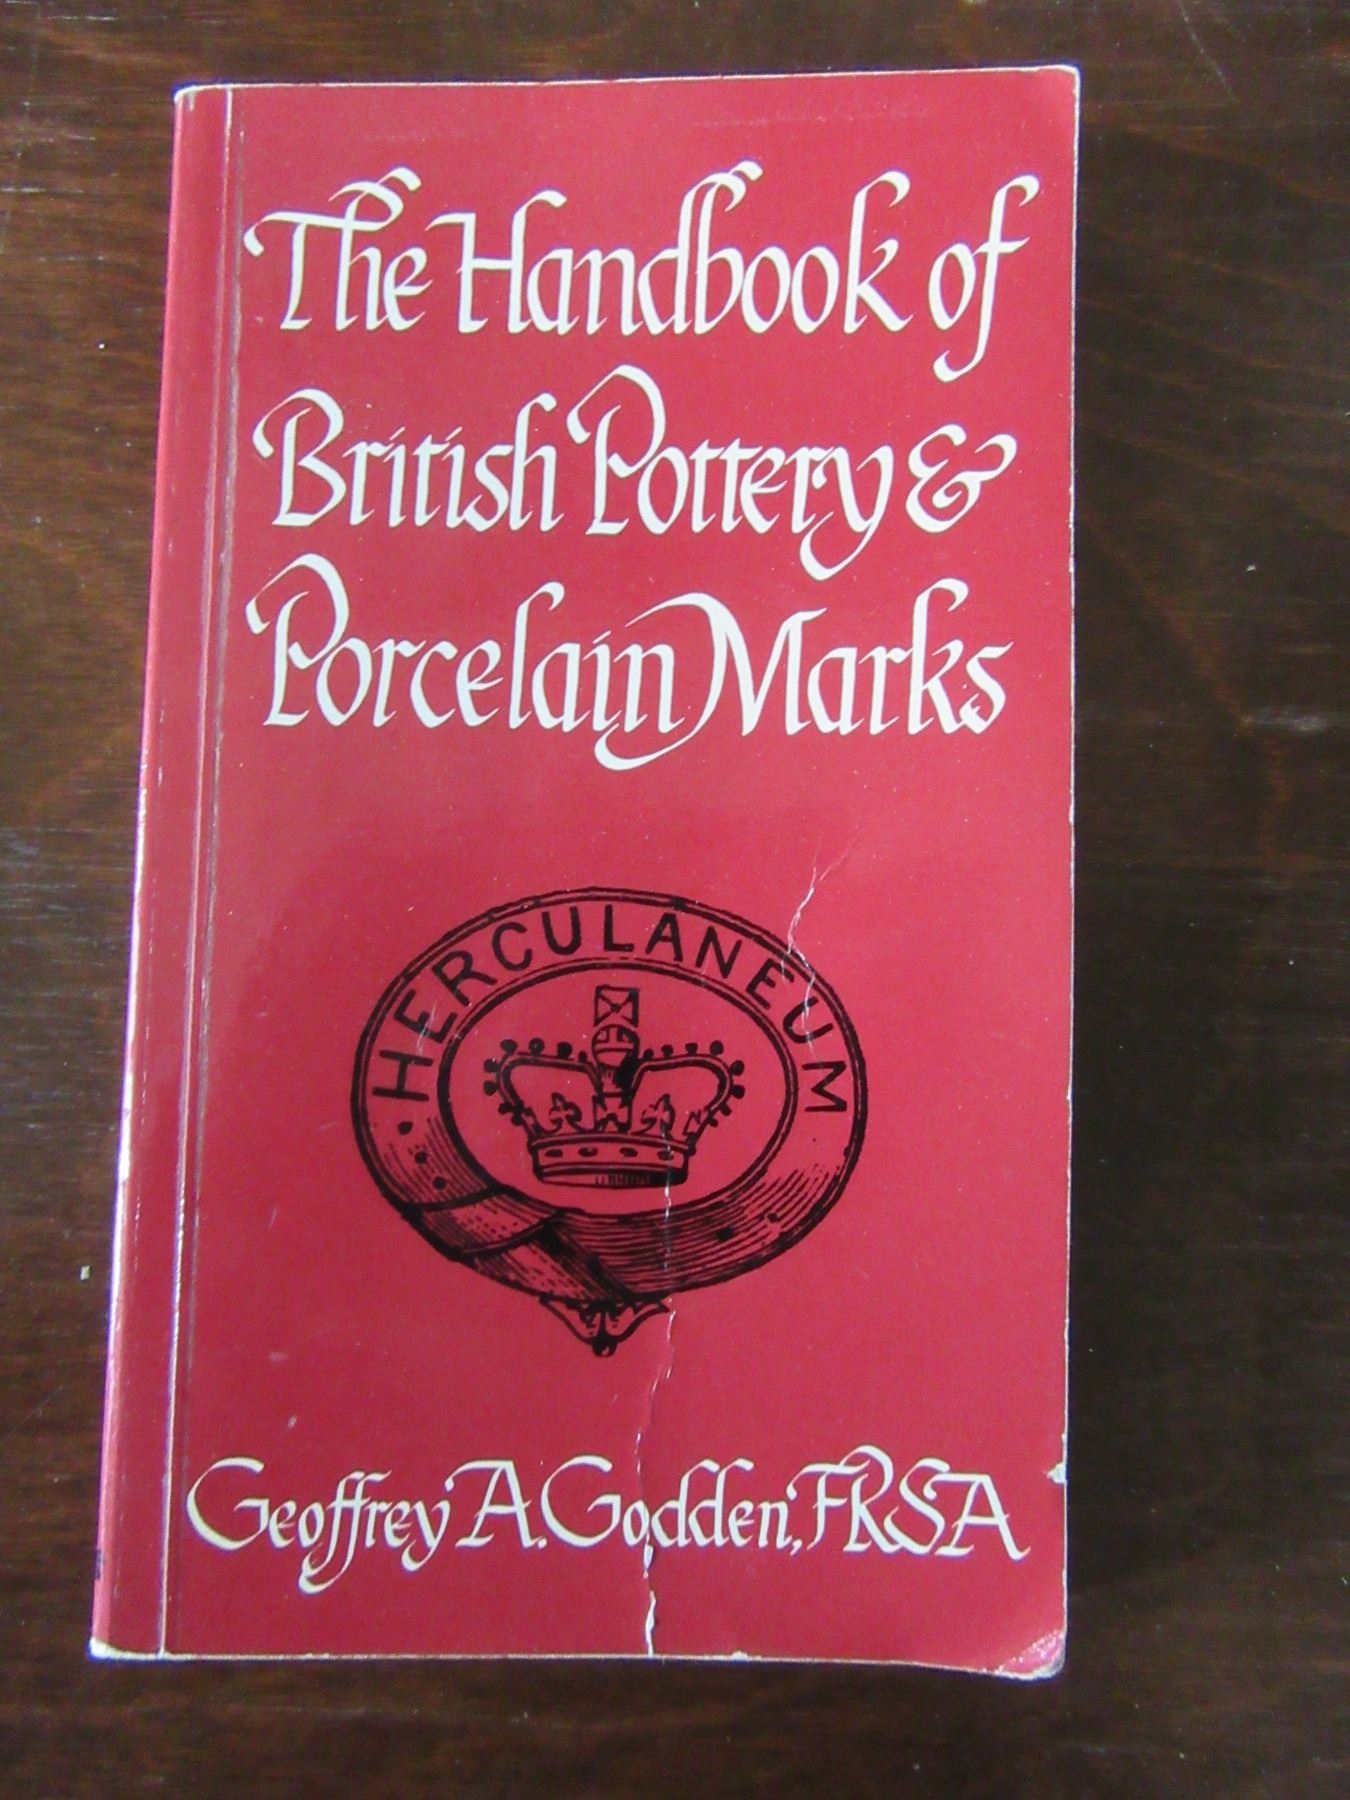 The Handbook of
British Pottery &
Porcelain Marks
HERCULANEUM
Geoffrey A. Godden, FRSA